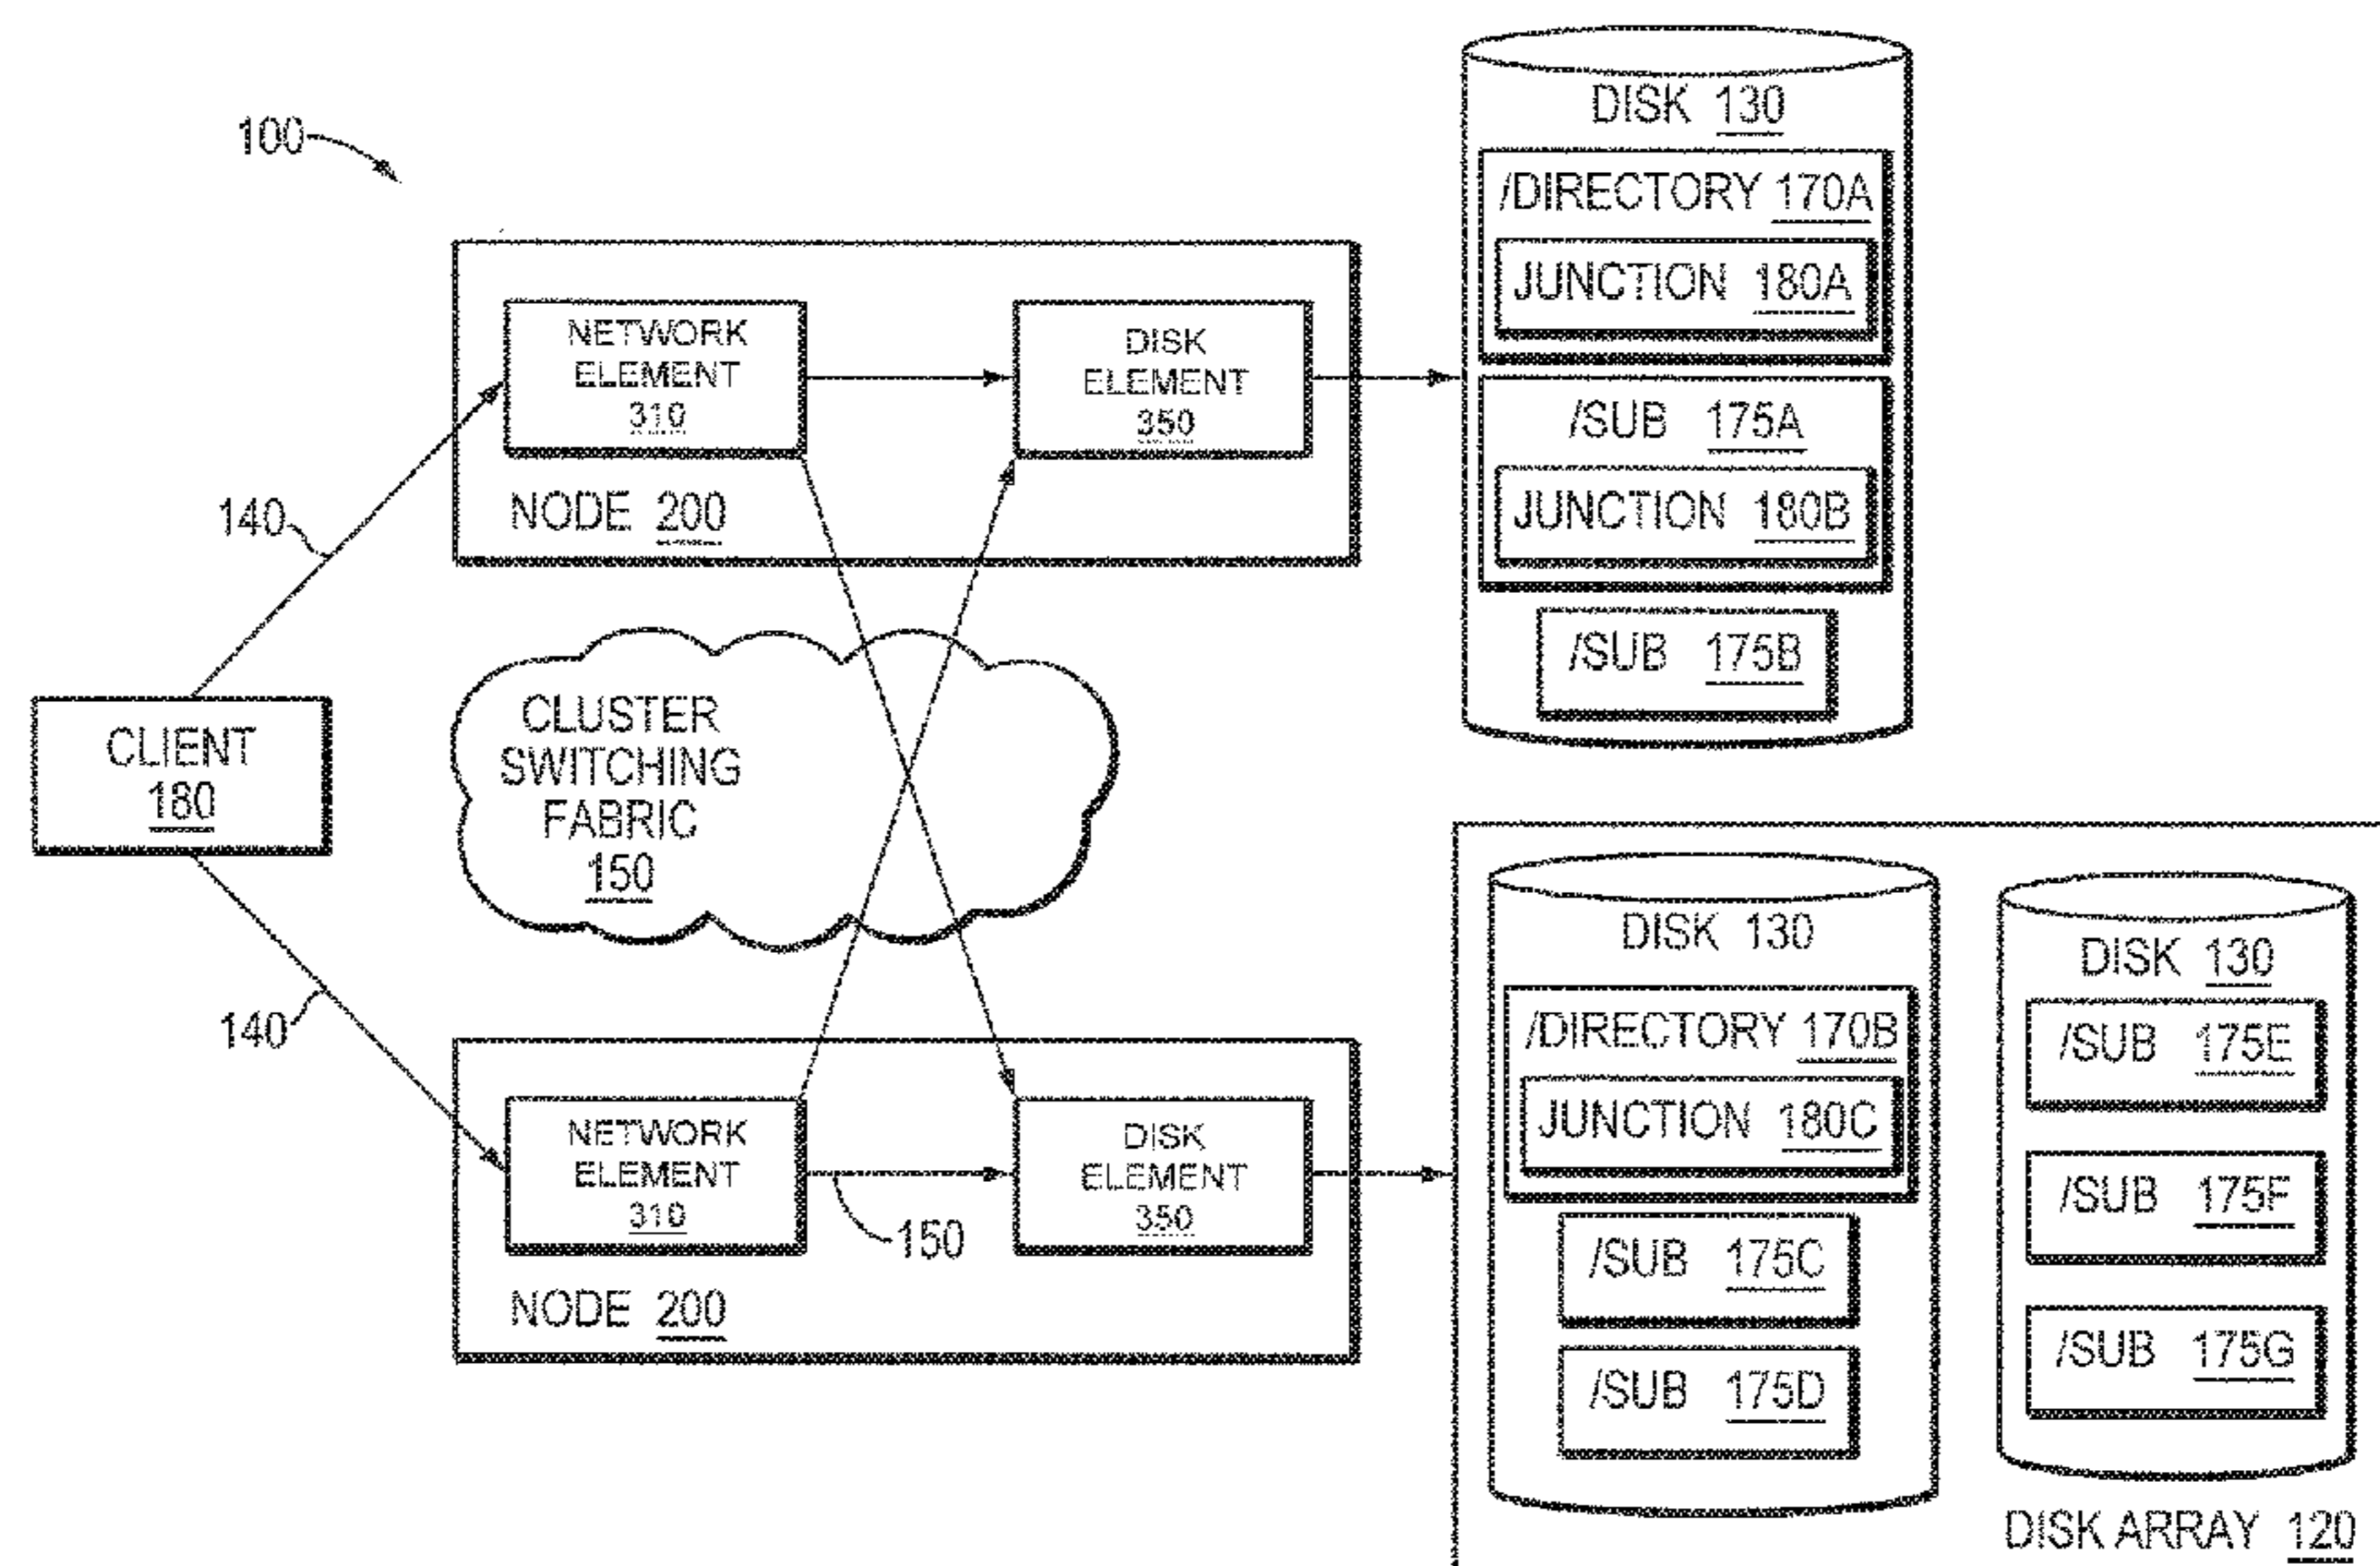 100
DISK 130
/DIRECTORY 170A
JUNCTION 180A
/SUB 175A
JUNCTION 180B
/SUB 175B
NETWORK
ELEMENT
310
DISK
ELEMENT
350
NODE 200
140
CLIENT
180
CLUSTER
SWITCHING
FABRIC
150
140
NETWORK
ELEMENT
310
150
DISK
ELEMENT
350
NODE 200
DISK 130
/DIRECTORY 170B
JUNCTION 180C
/SUB 175C
/SUB 175D
DISK 130
/SUB 175E
/SUB 175F
/SUB 175G
DISK ARRAY 120